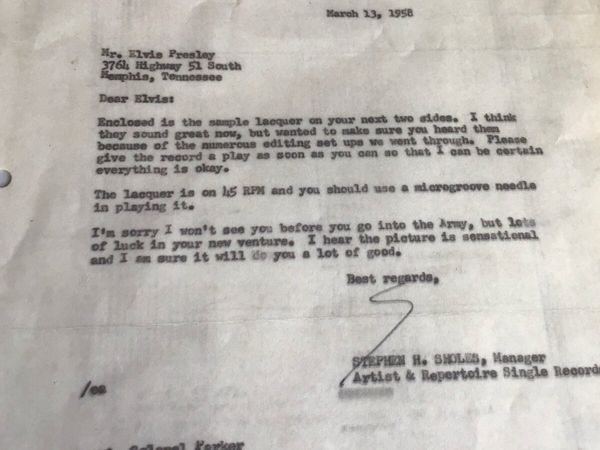 March 13, 1958
Mr. Elvis Presley
3764 Highway 51 South
Memphis, Tennessee
Dear Elvis:
Enclosed is the sample lacquer on your next two sides. I think
they sound great now, but wanted to make sure you heard them
because of the numerous editing set ups we went through. Please
give the record a play as soon as you can so that I can be certain
everything is okay.
The lacquer is on 45 RPM and you should use a microgroove needle
in playing it.
I'm sorry I won't see you before you go into the Army, but lots
of luck in your new venture. I hear the picture is sensational
and I am sure it will do you a lot of good.
Best regards,
STEPHEN H. SHOLES, Manager
Artist & Repertoire Single Record
/ea
Colonel Parker